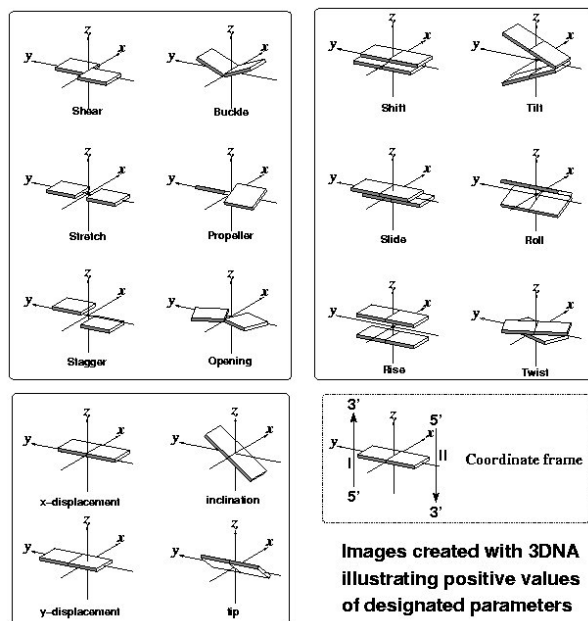 z
x
y
Shear
z
x
y
Buckle
z
x
y
Stretch
z
x
y
Propeller
z
x
y
Stagger
z
x
y
Opening
z
x
y
Shift
z
x
y
Tilt
z
x
y
Slide
z
x
y
Roll
z
x
y
Rise
z
x
y
Twist
z
x
y
x-displacement
z
x
y
inclination
z
x
y
y-displacement
z
x
y
tip
3'
z
5'
x
y
I
II
Coordinate frame
5'
3'
Images created with 3DNA
illustrating positive values
of designated parameters